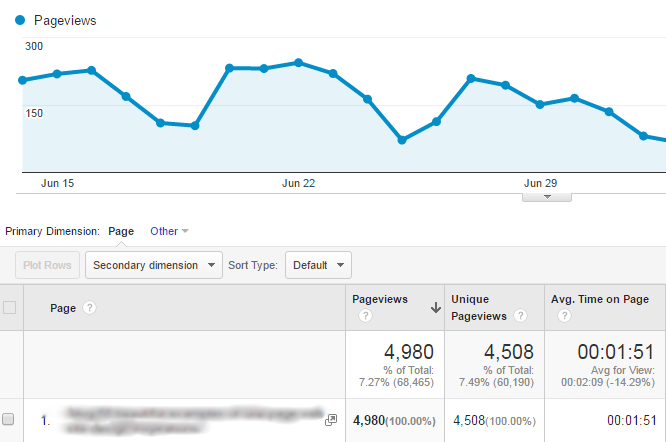 Pageviews
300
150
Jun 15 Jun 22 Jun 29
Primary Dimension: Page Other
Plot Rows Secondary dimension Sort Type: Default
Page ? Pageviews ? Unique Pageviews ? Avg. Time on Page ?
4,980 4,508 00:01:51
% of Total: % of Total: Avg for View:
7.27% (68,465) 7.49% (60,190) 00:02:09 (-14.29%)
1. 4,980(100.00%) 4,508(100.00%) 00:01:51